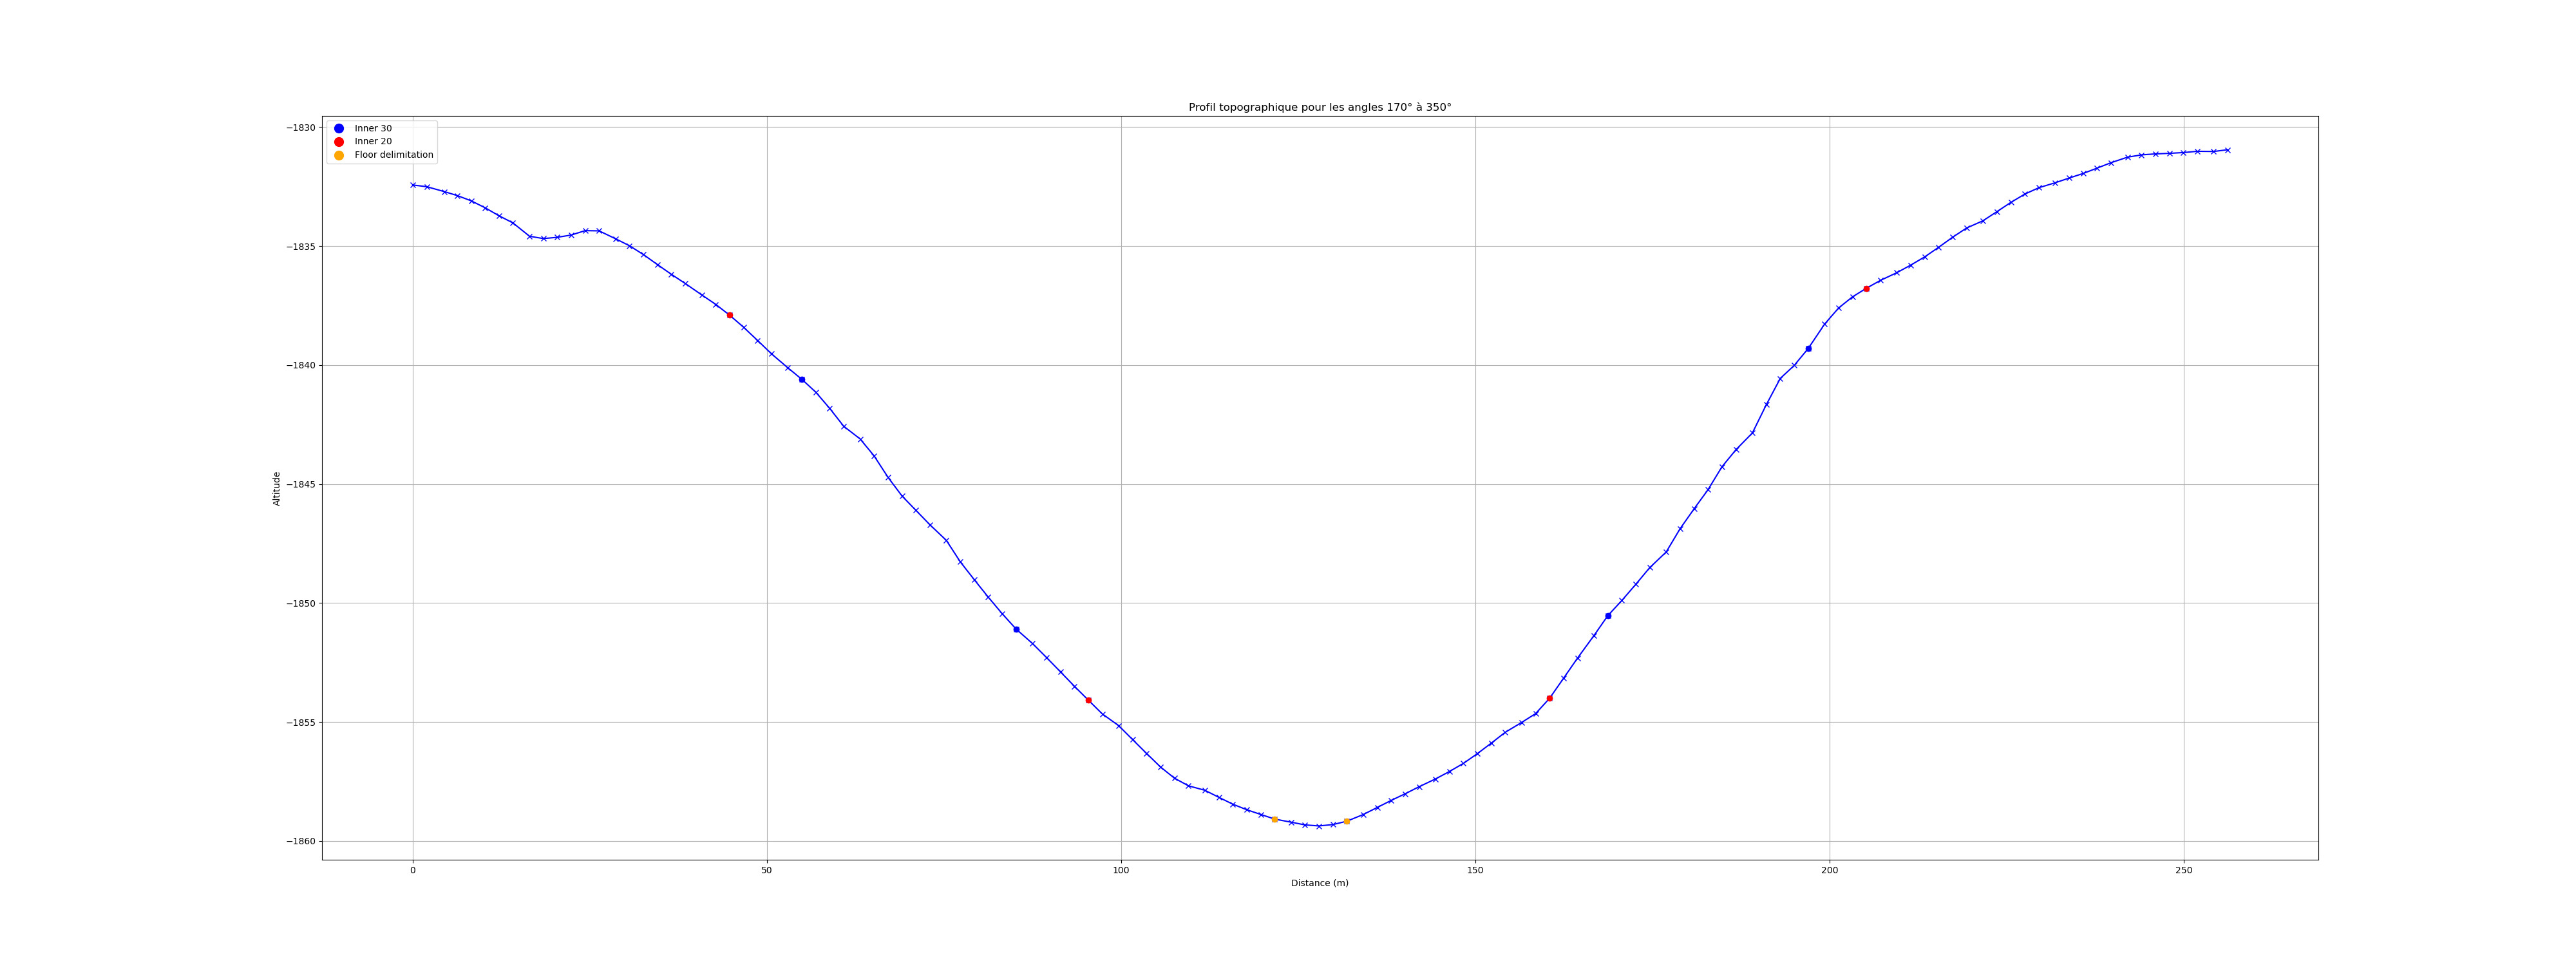 Profil topographique pour les angles 170° à 350°
Inner 30
Inner 20
Floor delimitation
Altitude
−1830
−1835
−1840
−1845
−1850
−1855
−1860
0
50
100
150
200
250
Distance (m)